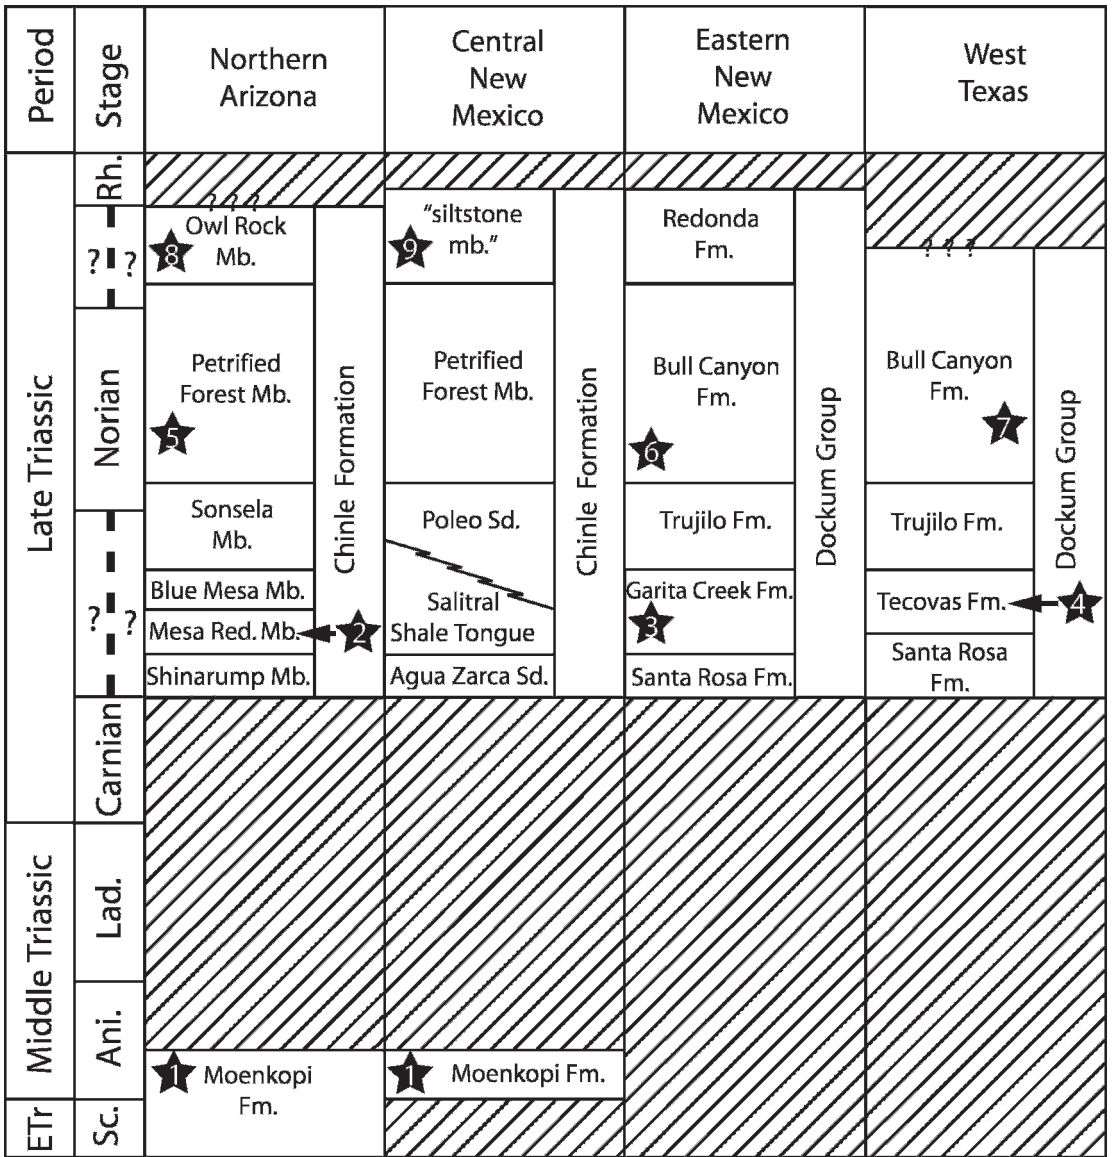 Period
Stage
Northern
Arizona
Central
New
Mexico
Eastern
New
Mexico
West
Texas
Late Triassic
Middle Triassic
ETr
Rh.
? ?
Norian
? ?
Carnian
Lad.
Ani.
Sc.
? ? ?
Owl Rock
Mb.
8
Petrified
Forest Mb.
5
Sonsela
Mb.
Blue Mesa Mb.
Mesa Red. Mb.
2
Shinarump Mb.
Chinle Formation
1
Moenkopi
Fm.
"siltstone
mb."
9
Petrified
Forest Mb.
Poleo Sd.
Salitral
Shale Tongue
Agua Zarca Sd.
Chinle Formation
1
Moenkopi Fm.
Redonda
Fm.
Bull Canyon
Fm.
6
Trujilo Fm.
Garita Creek Fm.
3
Santa Rosa Fm.
Dockum Group
? ? ?
Bull Canyon
Fm.
7
Trujilo Fm.
Tecovas Fm.
4
Santa Rosa
Fm.
Dockum Group